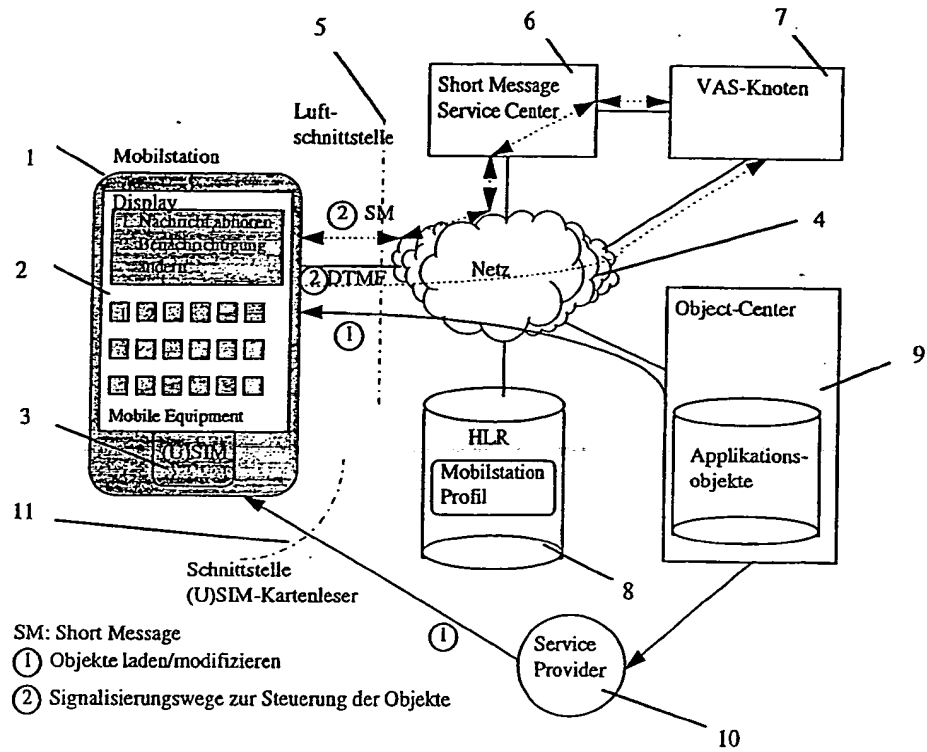 5
6
7
Short Message
Service Center
VAS-Knoten
Luft-
schnittstelle
1
Mobilstation
Display
1. Nachricht abhören
2. Benachrichtigung
ändern
2 SM
4
2
Netz
2 DTMF
Object-Center
1
9
Mobile Equipment
3
HLR
(U)SIM
Mobilstation
Profil
Applikations-
objekte
11
Schnittstelle
(U)SIM-Kartenleser
8
SM: Short Message
1
Service
Provider
1 Objekte laden/modifizieren
2 Signalisierungswege zur Steuerung der Objekte
10